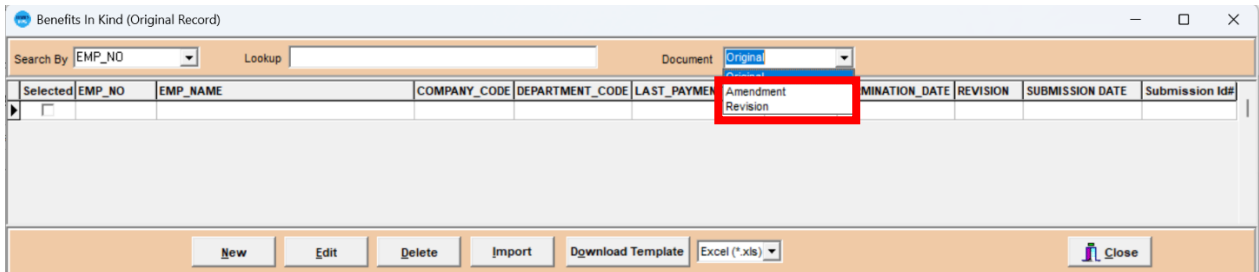 Benefits In Kind (Original Record)
Search By EMP_NO Lookup Document Original
Original
Selected EMP_NO EMP_NAME COMPANY_CODE DEPARTMENT_CODE LAST_PAYMEN MINATION_DATE REVISION SUBMISSION DATE Submission Id#
Amendment
Revision
New Edit Delete Import Download Template Excel (*.xls) Close